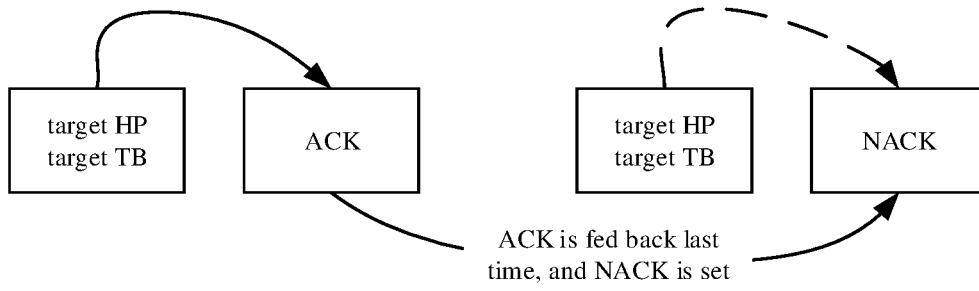 target HP
target TB
ACK
target HP
target TB
NACK
ACK is fed back last
time, and NACK is set